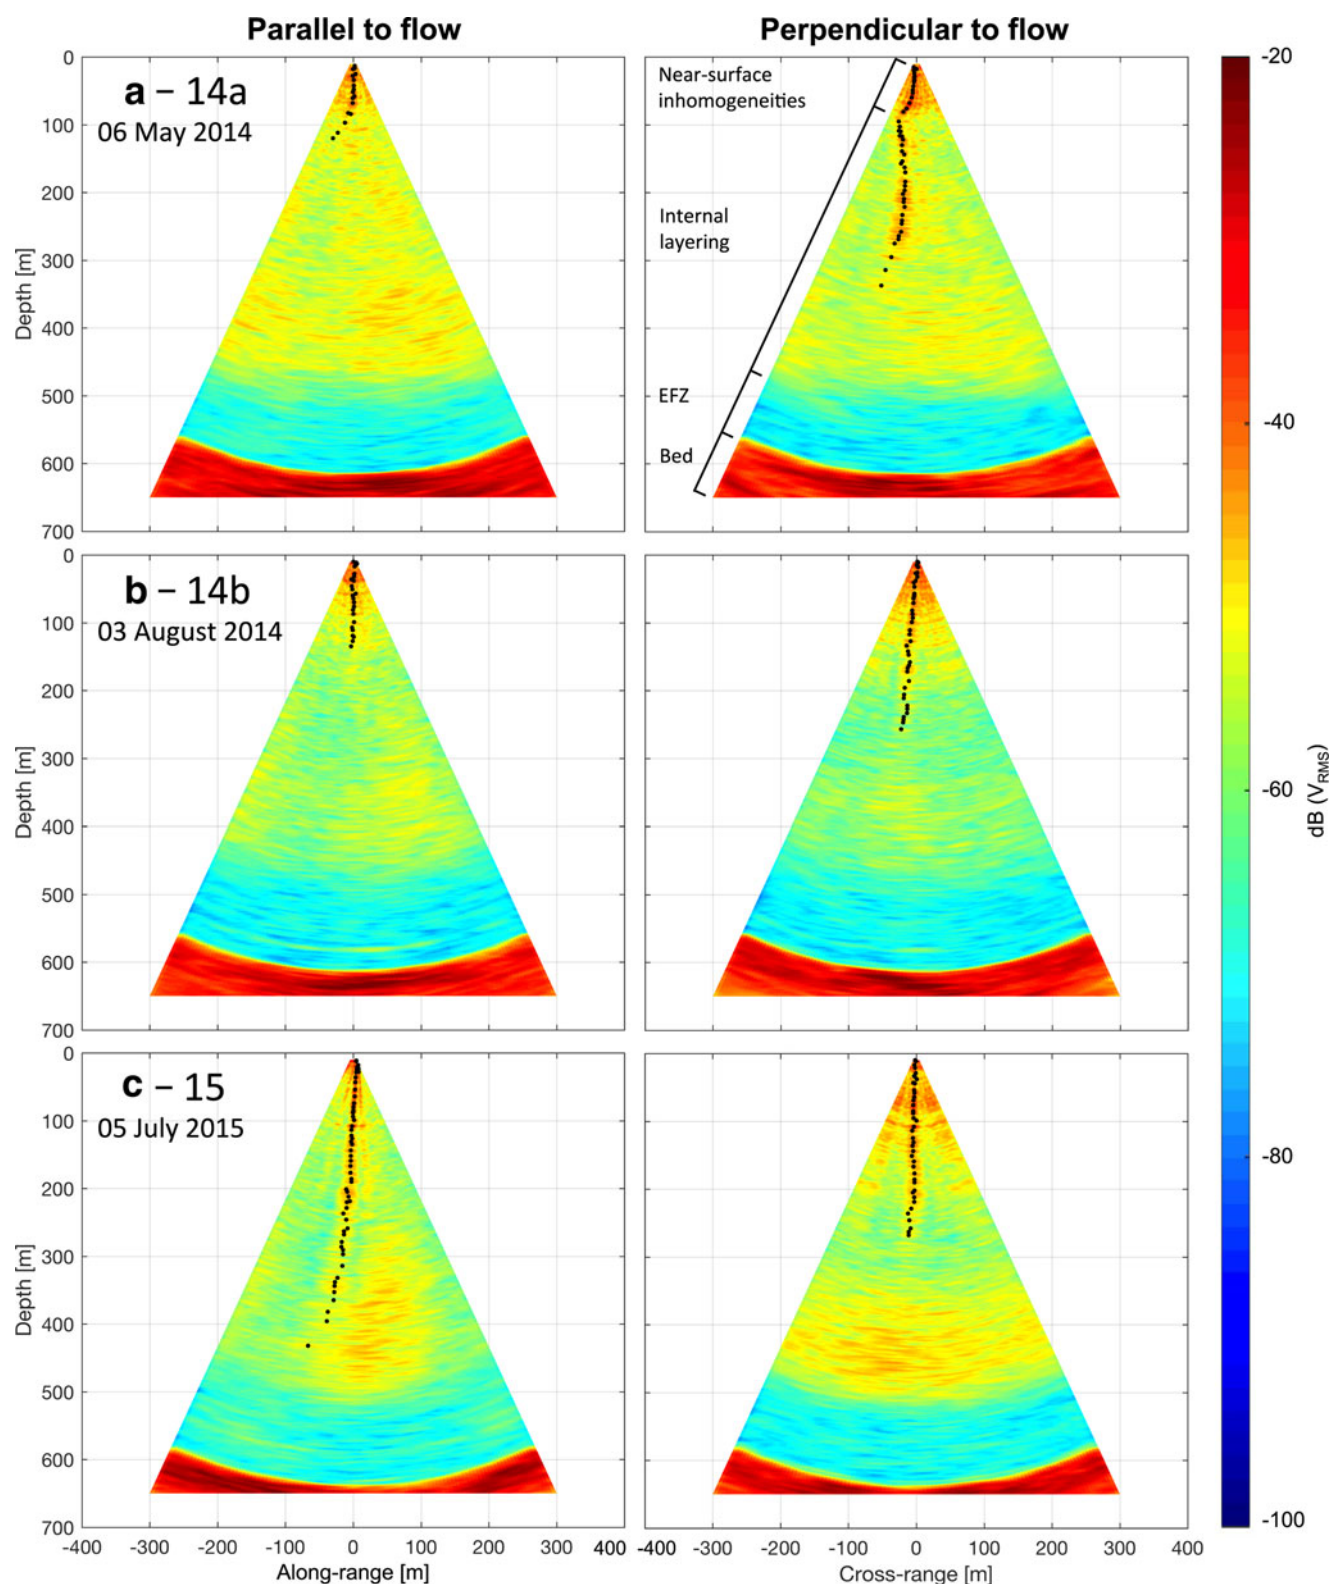 Parallel to flow
Perpendicular to flow
a – 14a
06 May 2014
Near-surface
inhomogeneities
Internal
layering
EFZ
Bed
Depth [m]
0
100
200
300
400
500
600
700
b – 14b
03 August 2014
Depth [m]
0
100
200
300
400
500
600
700
c – 15
05 July 2015
Depth [m]
0
100
200
300
400
500
600
700
-400 -300 -200 -100 0 100 200 300 400
Along-range [m]
-400 -300 -200 -100 0 100 200 300 400
Cross-range [m]
-20
-40
-60
-80
-100
dB (VRMS)